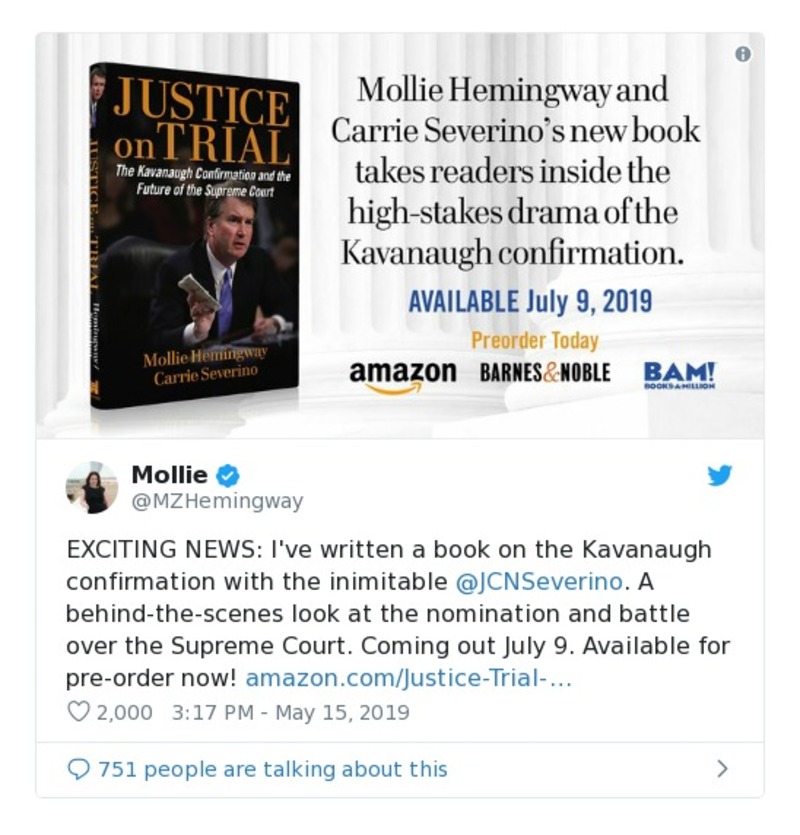 JUSTICE
on TRIAL
The Kavanaugh Confirmation and the
Future of the Supreme Court
Mollie Hemingway
Carrie Severino
JUSTICE on TRIAL Hemingway/
Mollie Hemingway and
Carrie Severino's new book
takes readers inside the
high-stakes drama of the
Kavanaugh confirmation.
AVAILABLE July 9, 2019
Preorder Today
amazon BARNES&NOBLE BAM!
BOOKS-A-MILLION
Mollie
@MZHemingway
EXCITING NEWS: I've written a book on the Kavanaugh
confirmation with the inimitable @JCNSeverino. A
behind-the-scenes look at the nomination and battle
over the Supreme Court. Coming out July 9. Available for
pre-order now! amazon.com/Justice-Trial-…
2,000 3:17 PM - May 15, 2019
751 people are talking about this